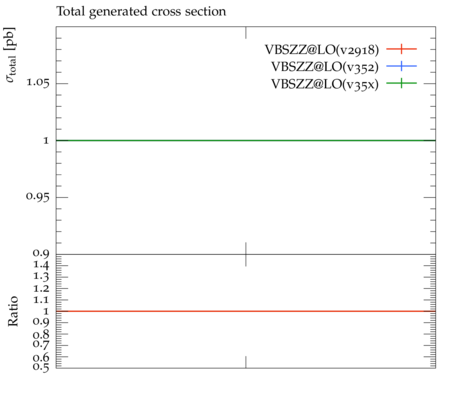 Total generated cross section
σtotal [pb]
VBSZZ@LO(v2918)
VBSZZ@LO(v352)
VBSZZ@LO(v35x)
1.05
1
0.95
0.9
Ratio
1.4
1.3
1.2
1.1
1
0.9
0.8
0.7
0.6
0.5